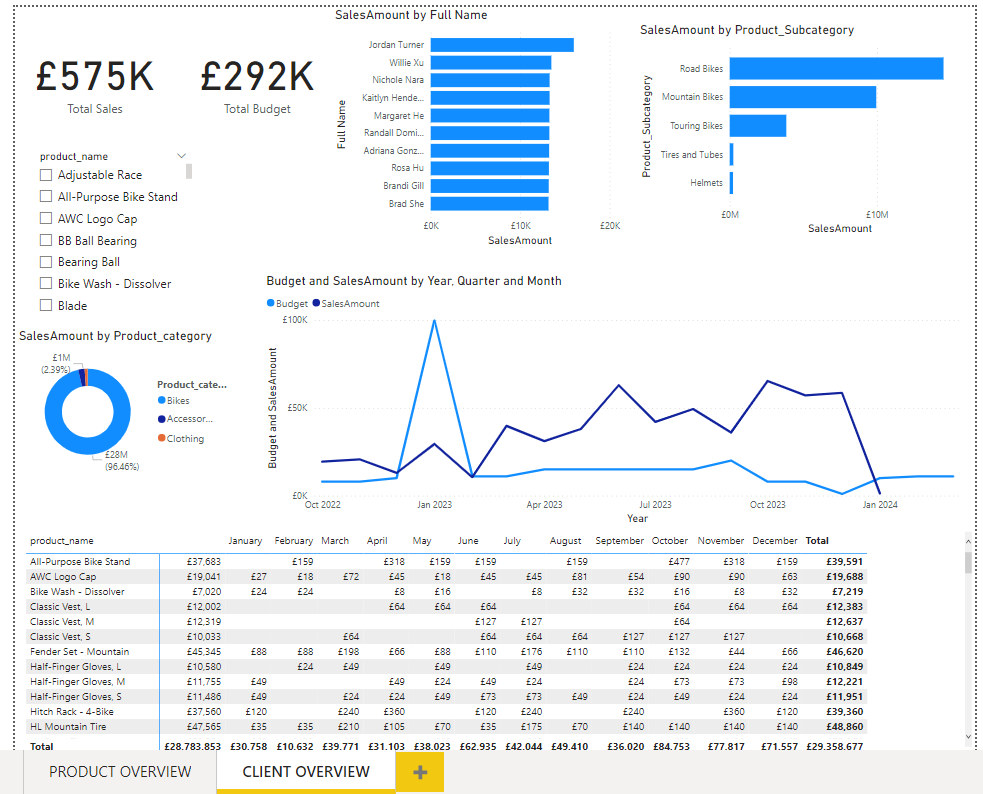 £575K
Total Sales
£292K
Total Budget
product_name
Adjustable Race
All-Purpose Bike Stand
AWC Logo Cap
BB Ball Bearing
Bearing Ball
Bike Wash - Dissolver
Blade
SalesAmount by Full Name
Full Name
Jordan Turner
Willie Xu
Nichole Nara
Kaitlyn Hende...
Margaret He
Randall Domi...
Adriana Gonz...
Rosa Hu
Brandi Gill
Brad She
£0K £10K £20K
SalesAmount
SalesAmount by Product_Subcategory
Product_Subcategory
Road Bikes
Mountain Bikes
Touring Bikes
Tires and Tubes
Helmets
£0M £10M
SalesAmount
SalesAmount by Product_category
£1M
(2.39%)
£28M
(96.46%)
Product_cate...
Bikes
Accessor...
Clothing
Budget and SalesAmount by Year, Quarter and Month
Budget SalesAmount
Budget and SalesAmount
£100K
£50K
£0K
Oct 2022 Jan 2023 Apr 2023 Jul 2023 Oct 2023 Jan 2024
Year
product_name January February March April May June July August September October November December Total
All-Purpose Bike Stand £37,683 £159 £318 £159 £159 £159 £477 £318 £159 £39,591
AWC Logo Cap £19,041 £27 £18 £72 £45 £18 £45 £45 £81 £54 £90 £90 £63 £19,688
Bike Wash - Dissolver £7,020 £24 £24 £8 £16 £8 £32 £32 £16 £8 £32 £7,219
Classic Vest, L £12,002 £64 £64 £64 £64 £64 £64 £12,383
Classic Vest, M £12,319 £127 £127 £64 £12,637
Classic Vest, S £10,033 £64 £64 £64 £64 £127 £127 £127 £10,668
Fender Set - Mountain £45,345 £88 £88 £198 £66 £88 £110 £176 £110 £110 £132 £44 £66 £46,620
Half-Finger Gloves, L £10,580 £24 £49 £49 £49 £24 £24 £24 £24 £10,849
Half-Finger Gloves, M £11,755 £49 £49 £24 £49 £24 £24 £73 £73 £98 £12,221
Half-Finger Gloves, S £11,486 £49 £24 £24 £49 £73 £73 £49 £24 £49 £24 £24 £11,951
Hitch Rack - 4-Bike £37,560 £120 £240 £360 £120 £240 £240 £360 £120 £39,360
HL Mountain Tire £47,565 £35 £35 £210 £105 £70 £35 £175 £70 £140 £140 £140 £140 £48,860
Total £28,783,853 £30,758 £10,632 £39,771 £31,103 £38,023 £62,935 £42,044 £49,410 £36,020 £84,753 £77,817 £71,557 £29,358,677
PRODUCT OVERVIEW CLIENT OVERVIEW +